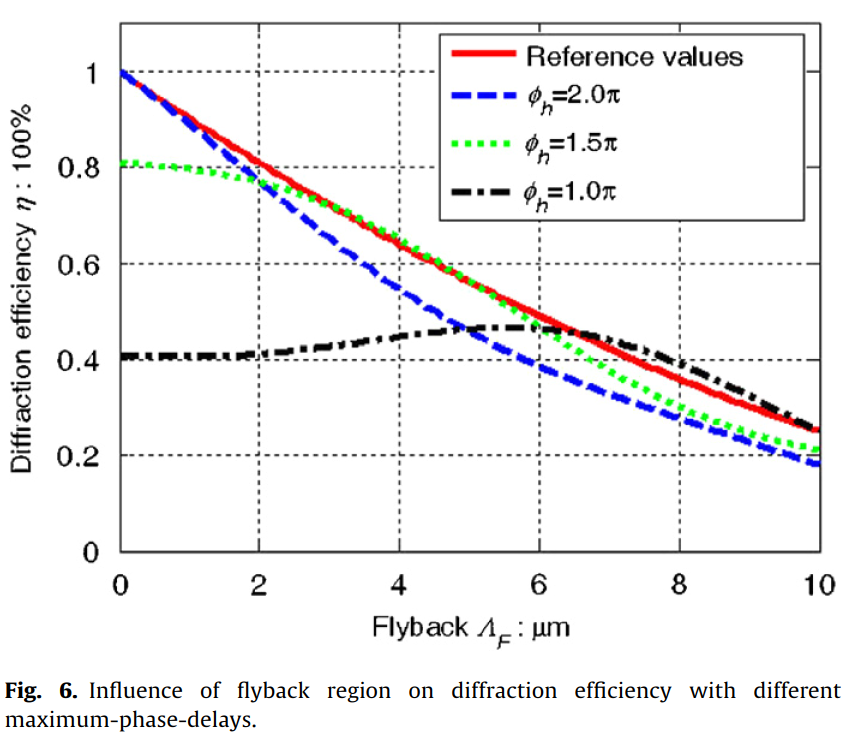 Reference values
ϕh=2.0π
ϕh=1.5π
ϕh=1.0π
Diffraction efficiency η : 100%
1
0.8
0.6
0.4
0.2
0
0 2 4 6 8 10
Flyback ΛF : μm
Fig. 6. Influence of flyback region on diffraction efficiency with different
maximum-phase-delays.